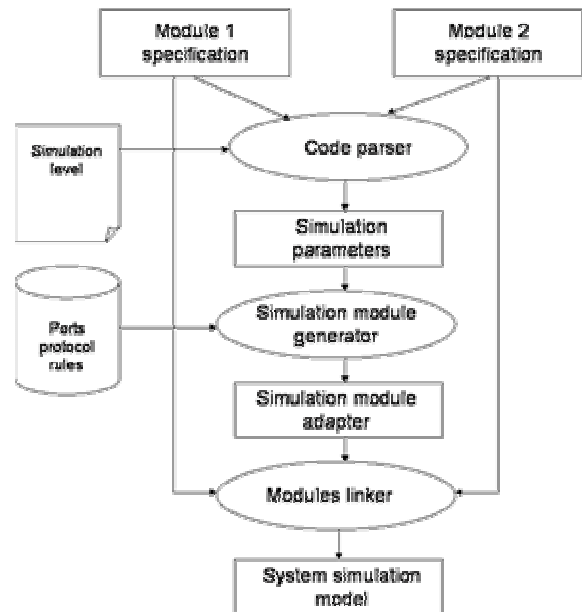 Module 1
specification
Module 2
specification
Simulation
level
Code parser
Simulation
parameters
Ports
protocol
rules
Simulation module
generator
Simulation module
adapter
Modules linker
System simulation
model